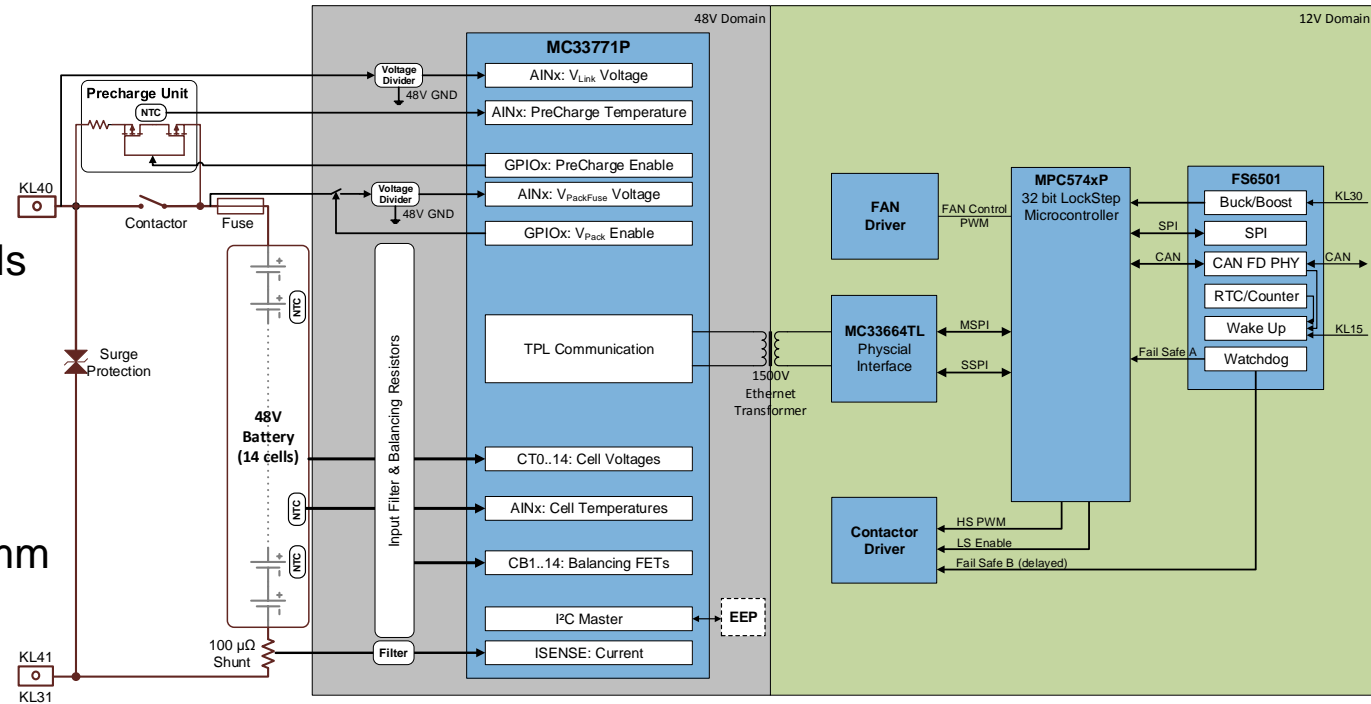 48V Domain
12V Domain
MC33771P
Voltage
Divider
48V GND
AINx: VLink Voltage
Precharge Unit
NTC
AINx: PreCharge Temperature
GPIOx: PreCharge Enable
KL40
Contactor
Fuse
Voltage
Divider
48V GND
AINx: VPackFuse Voltage
GPIOx: VPack Enable
ls
Surge
Protection
NTC
48V
Battery
(14 cells)
NTC
NTC
Input Filter & Balancing Resistors
TPL Communication
CT0..14: Cell Voltages
AINx: Cell Temperatures
CB1..14: Balancing FETs
I²C Master
EEP
mm
100 µΩ
Shunt
Filter
ISENSE: Current
KL41
KL31
1500V
Ethernet
Transformer
FAN
Driver
FAN Control
PWM
MC33664TL
Physcial
Interface
MSPI
SSPI
MPC574xP
32 bit LockStep
Microcontroller
FS6501
Buck/Boost
KL30
SPI
SPI
CAN
CAN FD PHY
CAN
RTC/Counter
Wake Up
KL15
Fail Safe A
Watchdog
Contactor
Driver
HS PWM
LS Enable
Fail Safe B (delayed)